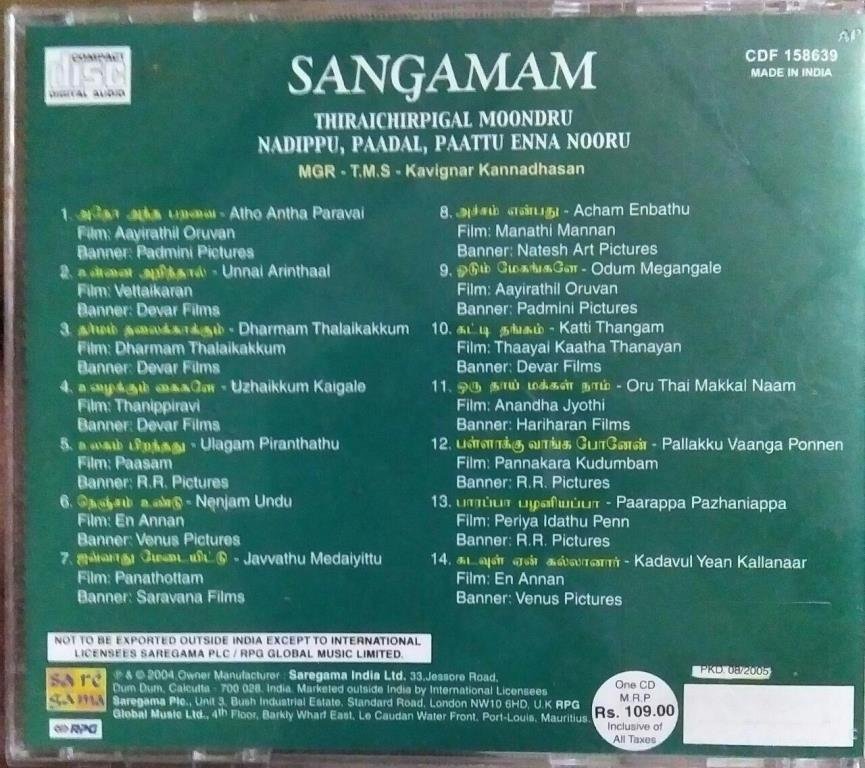 COMPACT
disc
DIGITAL AUDIO
AP
CDF 158639
MADE IN INDIA
SANGAMAM
THIRAICHIRPIGAL MOONDRU
NADIPPU, PAADAL, PAATTU ENNA NOORU
MGR - T.M.S - Kavignar Kannadhasan
1. அதோ அந்த பறவை - Atho Antha Paravai
Film: Aayirathil Oruvan
Banner: Padmini Pictures
2. உன்னை அறிந்தால் - Unnai Arinthaal
Film: Vettaikaran
Banner: Devar Films
3. தர்மம் தலைக்காக்கும் - Dharmam Thalaikakkum
Film: Dharmam Thalaikakkum
Banner: Devar Films
4. உழைக்கும் கைகளே - Uzhaikkum Kaigale
Film: Thanippiravi
Banner: Devar Films
5. உலகம் பிறந்தது - Ulagam Piranthathu
Film: Paasam
Banner: R.R. Pictures
6. நெஞ்சம் உண்டு - Nenjam Undu
Film: En Annan
Banner: Venus Pictures
7. ஜவ்வாது மேடையிட்டு - Javvathu Medaiyittu
Film: Panathottam
Banner: Saravana Films
8. அச்சம் என்பது - Acham Enbathu
Film: Manathi Mannan
Banner: Natesh Art Pictures
9. ஓடும் மேகங்களே - Odum Megangale
Film: Aayirathil Oruvan
Banner: Padmini Pictures
10. கட்டி தங்கம் - Katti Thangam
Film: Thaayai Kaatha Thanayan
Banner: Devar Films
11. ஒரு தாய் மக்கள் நாம் - Oru Thai Makkal Naam
Film: Anandha Jyothi
Banner: Hariharan Films
12. பள்ளாக்கு வாங்க போனேன் - Pallakku Vaanga Ponnen
Film: Pannakara Kudumbam
Banner: R.R. Pictures
13. பாரப்பா பழனியப்பா - Paarappa Pazhaniappa
Film: Periya Idathu Penn
Banner: R.R. Pictures
14. கடவுள் ஏன் கல்லானார் - Kadavul Yean Kallanaar
Film: En Annan
Banner: Venus Pictures
NOT TO BE EXPORTED OUTSIDE INDIA EXCEPT TO INTERNATIONAL
LICENSEES SAREGAMA PLC / RPG GLOBAL MUSIC LIMITED.
sa re
ga ma
RPG
℗ & © 2004 Owner Manufacturer : Saregama India Ltd. 33,Jessore Road,
Dum Dum, Calcutta - 700 028. India. Marketed outside India by International Licensees
Saregama Plc., Unit 3, Bush Industrial Estate, Standard Road, London NW10 6HD, U.K RPG
Global Music Ltd., 4th Floor, Barkly Wharf East, Le Caudan Water Front, Port-Louis, Mauritius.
One CD
M.R.P
Rs. 109.00
Inclusive of
All Taxes
PKD. 08/2005